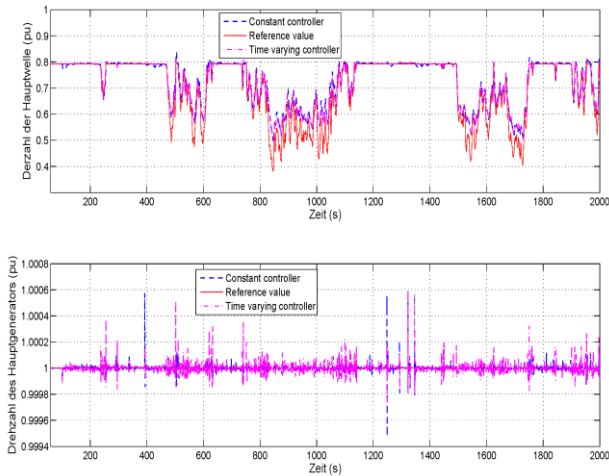 1
0.9
0.8
0.7
0.6
0.5
0.4
Derzahl der Hauptwelle (pu)
Constant controller
Reference value
Time varying controller
200 400 600 800 1000 1200 1400 1600 1800 2000
Zeit (s)
1.0008
1.0006
1.0004
1.0002
1
0.9998
0.9996
0.9994
Drehzahl des Hauptgenerators (pu)
Constant controller
Reference value
Time varying controller
200 400 600 800 1000 1200 1400 1600 1800 2000
Zeit (s)